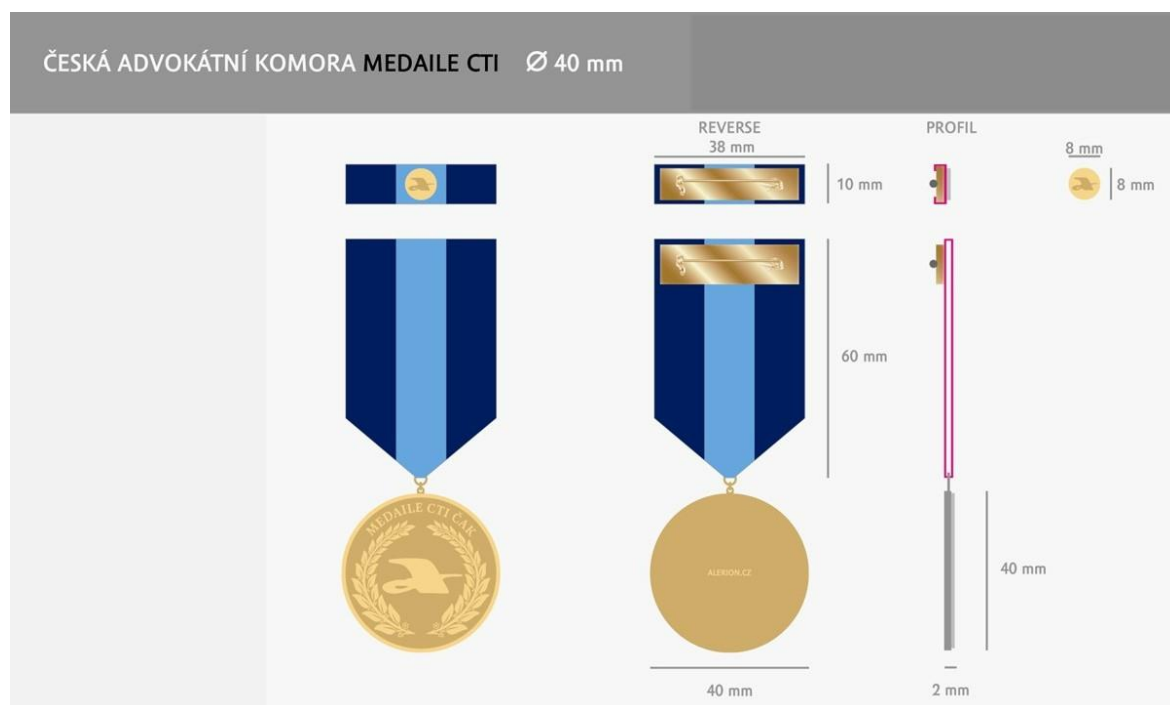 ČESKÁ ADVOKÁTNÍ KOMORA MEDAILE CTI Ø 40 mm
REVERSE
38 mm
PROFIL
8 mm
10 mm
8 mm
60 mm
MEDAILE CTI ČAK
ALERION.CZ
40 mm
40 mm
2 mm